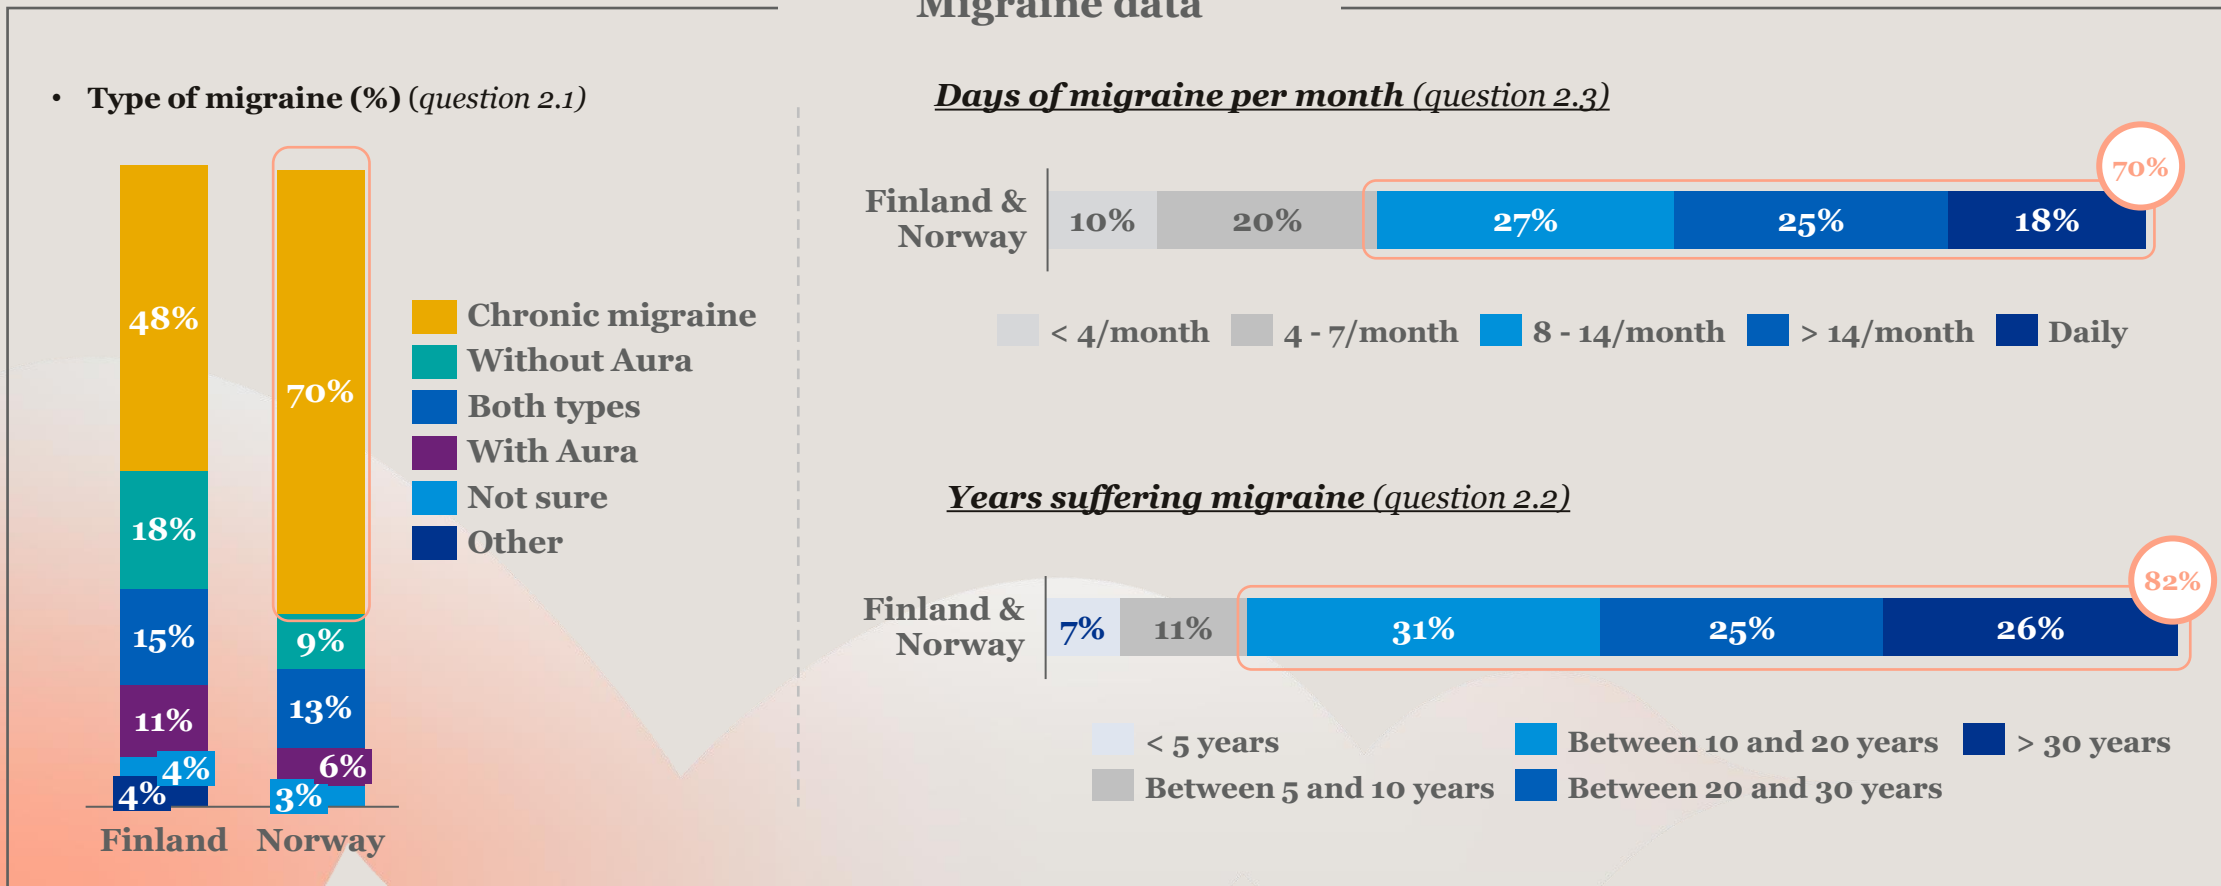 Migraine data
• Type of migraine (%) (question 2.1)
48%
18%
15%
11%
4%
4%
Finland
70%
9%
13%
6%
3%
Norway
Chronic migraine
Without Aura
Both types
With Aura
Not sure
Other
Days of migraine per month (question 2.3)
70%
Finland &
Norway
10% 20% 27% 25% 18%
< 4/month 4 - 7/month 8 - 14/month > 14/month Daily
Years suffering migraine (question 2.2)
82%
Finland &
Norway
7% 11% 31% 25% 26%
< 5 years Between 10 and 20 years > 30 years
Between 5 and 10 years Between 20 and 30 years